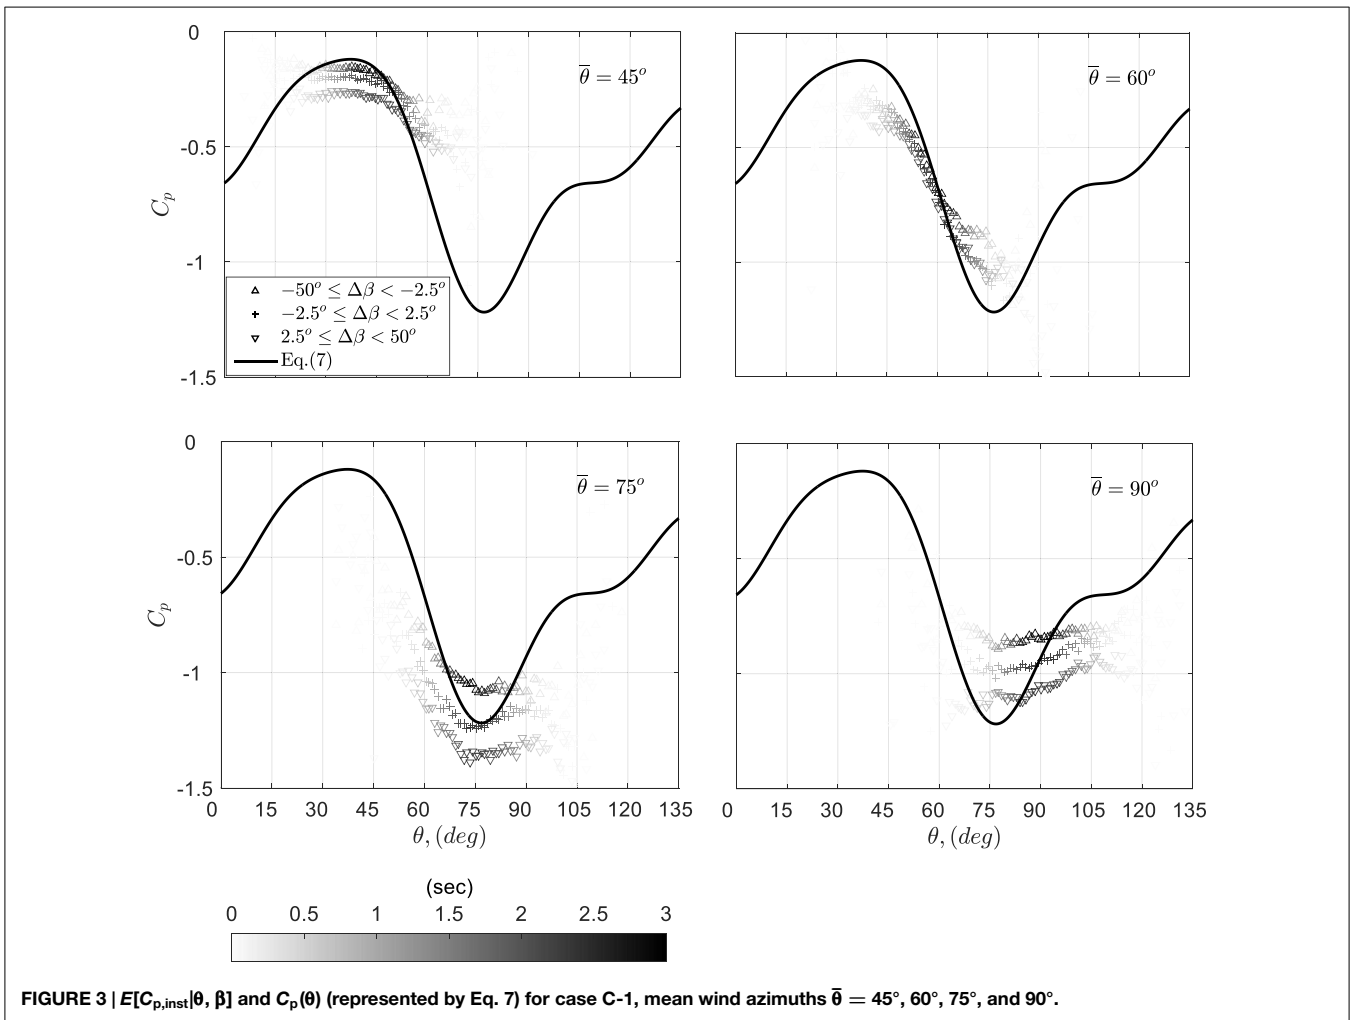 0
-0.5
-1
-1.5
C_p
θ̅ = 45°
△ −50° ≤ Δβ < −2.5°
+ −2.5° ≤ Δβ < 2.5°
▽ 2.5° ≤ Δβ < 50°
Eq.(7)
θ̅ = 60°
0
-0.5
-1
-1.5
C_p
θ̅ = 75°
0 15 30 45 60 75 90 105 120 135
θ, (deg)
θ̅ = 90°
0 15 30 45 60 75 90 105 120 135
θ, (deg)
(sec)
0 0.5 1 1.5 2 2.5 3
FIGURE 3 | E[C_p,inst|θ, β] and C_p(θ) (represented by Eq. 7) for case C-1, mean wind azimuths θ̅ = 45°, 60°, 75°, and 90°.